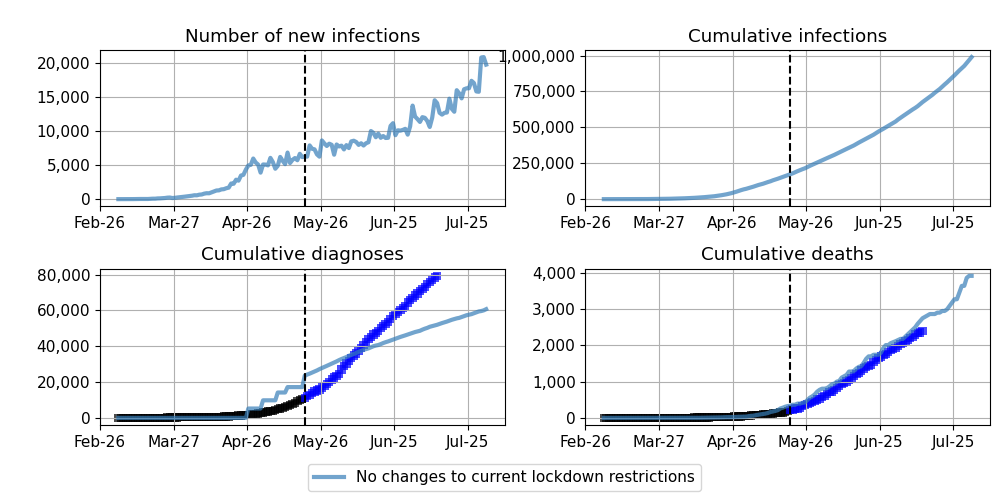 Number of new infections
20,000
15,000
10,000
5,000
0
Feb-26 Mar-27 Apr-26 May-26 Jun-25 Jul-25
Cumulative infections
1,000,000
750,000
500,000
250,000
0
Feb-26 Mar-27 Apr-26 May-26 Jun-25 Jul-25
Cumulative diagnoses
80,000
60,000
40,000
20,000
0
Feb-26 Mar-27 Apr-26 May-26 Jun-25 Jul-25
Cumulative deaths
4,000
3,000
2,000
1,000
0
Feb-26 Mar-27 Apr-26 May-26 Jun-25 Jul-25
No changes to current lockdown restrictions